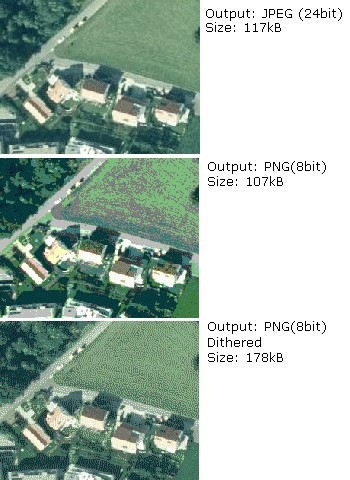 Output: JPEG (24bit)
Size: 117kB
Output: PNG(8bit)
Size: 107kB
Output: PNG(8bit)
Dithered
Size: 178kB